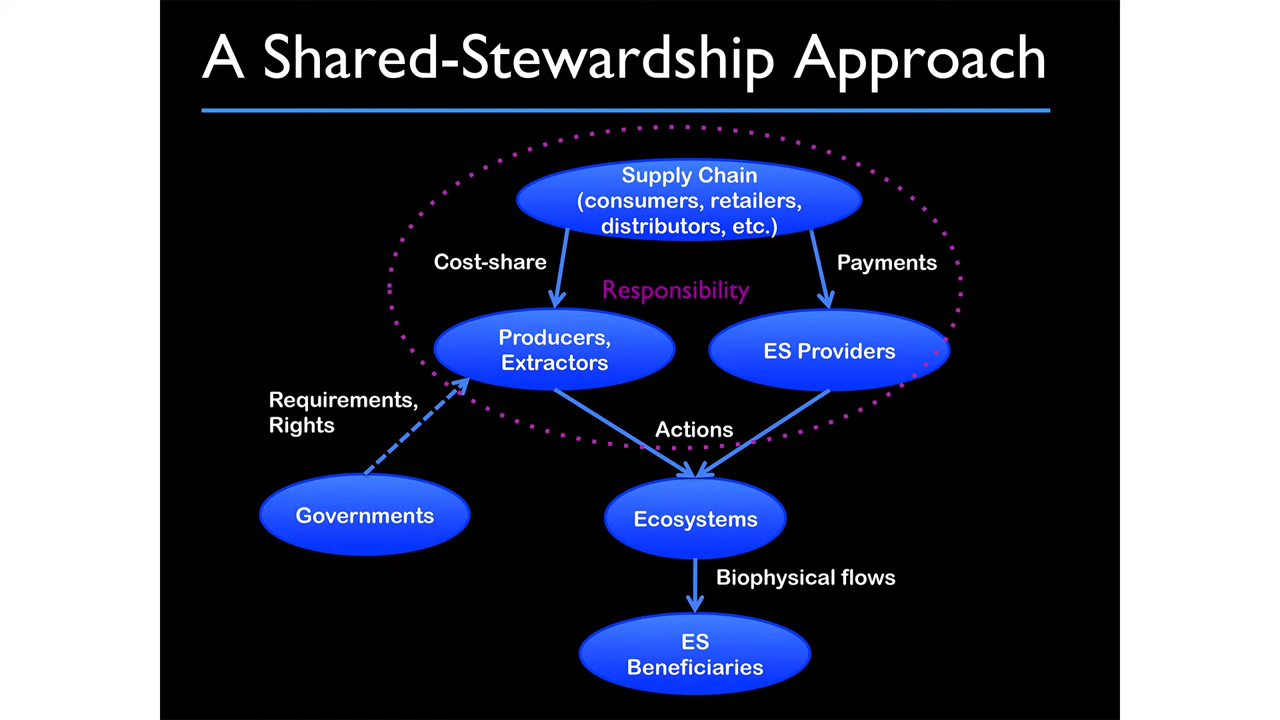 A Shared-Stewardship Approach
Supply Chain
(consumers, retailers,
distributors, etc.)
Cost-share
Payments
Responsibility
Producers,
Extractors
ES Providers
Requirements,
Rights
Actions
Governments
Ecosystems
Biophysical flows
ES
Beneficiaries